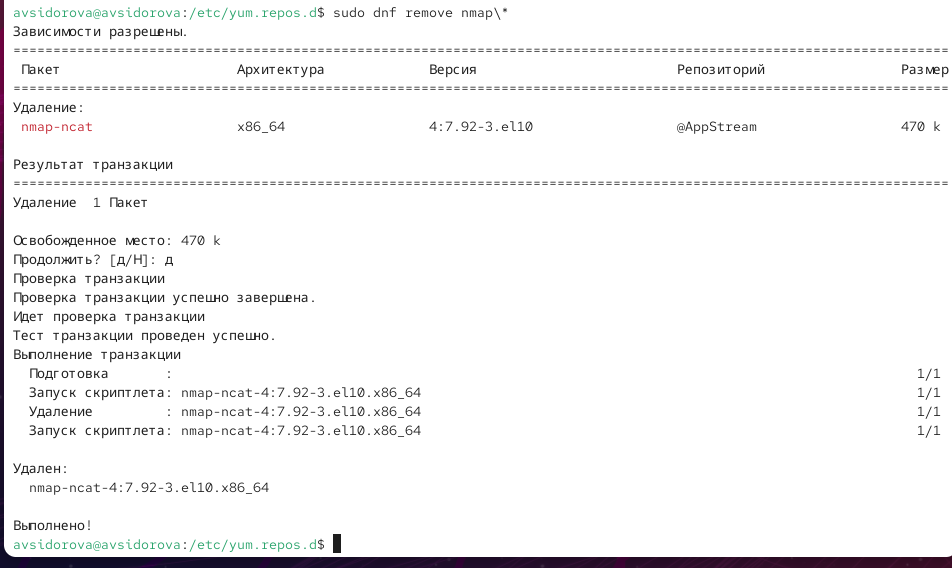 avsidorova@avsidorova:/etc/yum.repos.d$ sudo dnf remove nmap\*
Зависимости разрешены.
================================================================================
Пакет Архитектура Версия Репозиторий Размер
================================================================================
Удаление:
nmap-ncat x86_64 4:7.92-3.el10 @AppStream 470 k
Результат транзакции
================================================================================
Удаление 1 Пакет
Освобожденное место: 470 k
Продолжить? [д/Н]: д
Проверка транзакции
Проверка транзакции успешно завершена.
Идет проверка транзакции
Тест транзакции проведен успешно.
Выполнение транзакции
Подготовка : 1/1
Запуск скриптлета: nmap-ncat-4:7.92-3.el10.x86_64 1/1
Удаление : nmap-ncat-4:7.92-3.el10.x86_64 1/1
Запуск скриптлета: nmap-ncat-4:7.92-3.el10.x86_64 1/1
Удален:
nmap-ncat-4:7.92-3.el10.x86_64
Выполнено!
avsidorova@avsidorova:/etc/yum.repos.d$